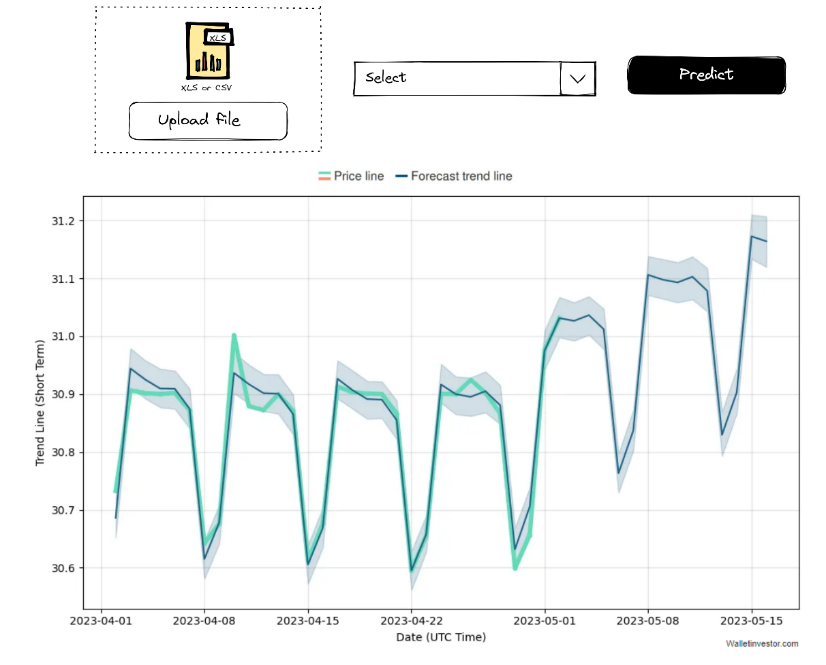 XLS
XLS or CSV
Upload file
Select
Predict
Price line Forecast trend line
31.2
31.1
31.0
30.9
30.8
30.7
30.6
Trend Line (Short Term)
2023-04-01 2023-04-08 2023-04-15 2023-04-22 2023-05-01 2023-05-08 2023-05-15
Date (UTC Time)
Walletinvestor.com